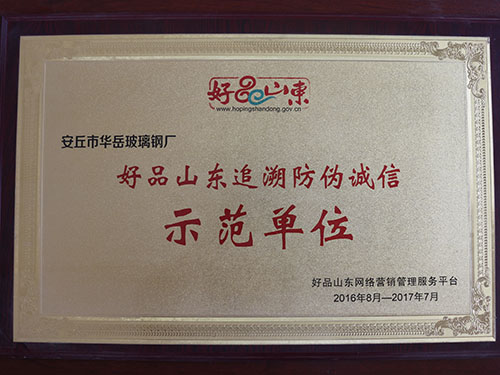 好品山东
www.hopingshandong.gov.cn
安丘市华岳玻璃钢厂
好品山东追溯防伪诚信
示范单位
好品山东网络营销管理服务平台
2016年8月—2017年7月